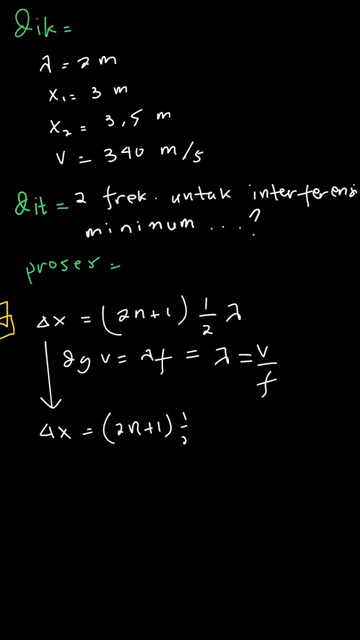 Dik =
λ = 2 m
x₁ = 3 m
x₂ = 3,5 m
v = 340 m/s
Dit = 2 frek. untuk interferensi
minimum ...?
proses =
Δx = (2n+1) 1/2 λ
dg v = λf = λ = v/f
Δx = (2n+1) 1/2